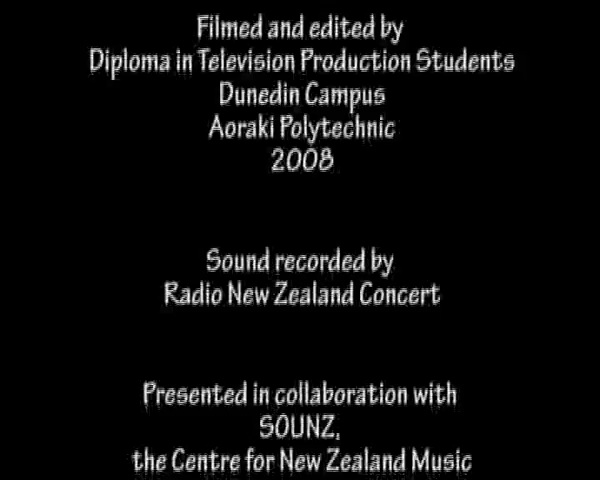 Filmed and edited by
Diploma in Television Production Students
Dunedin Campus
Aoraki Polytechnic
2008
Sound recorded by
Radio New Zealand Concert
Presented in collaboration with
SOUNZ,
the Centre for New Zealand Music